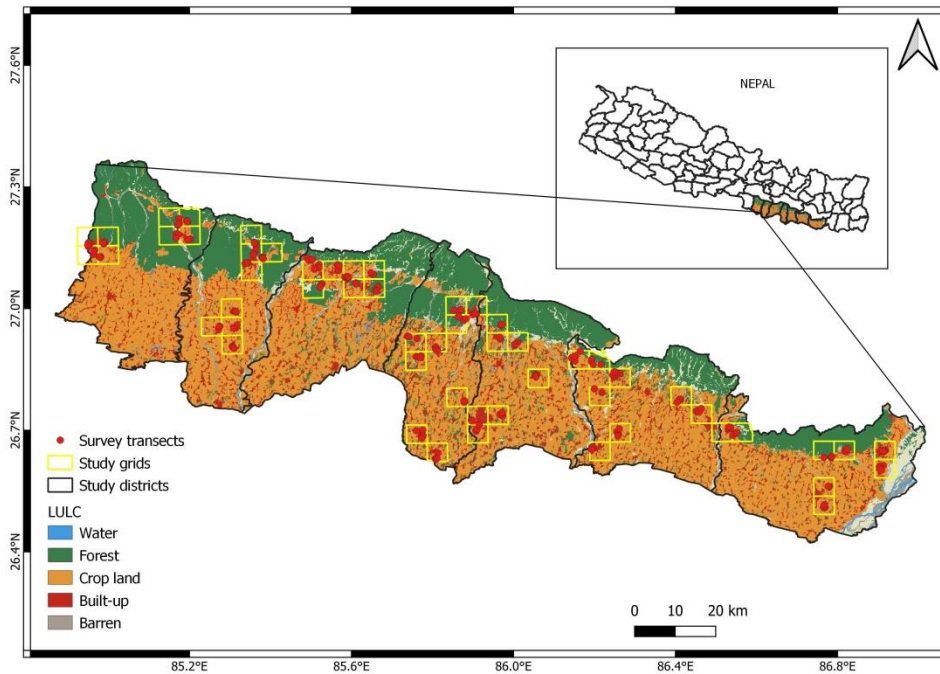 NEPAL
27.6°N
27.3°N
27.0°N
26.7°N
26.4°N
Survey transects
Study grids
Study districts
LULC
Water
Forest
Crop land
Built-up
Barren
0 10 20 km
85.2°E 85.6°E 86.0°E 86.4°E 86.8°E